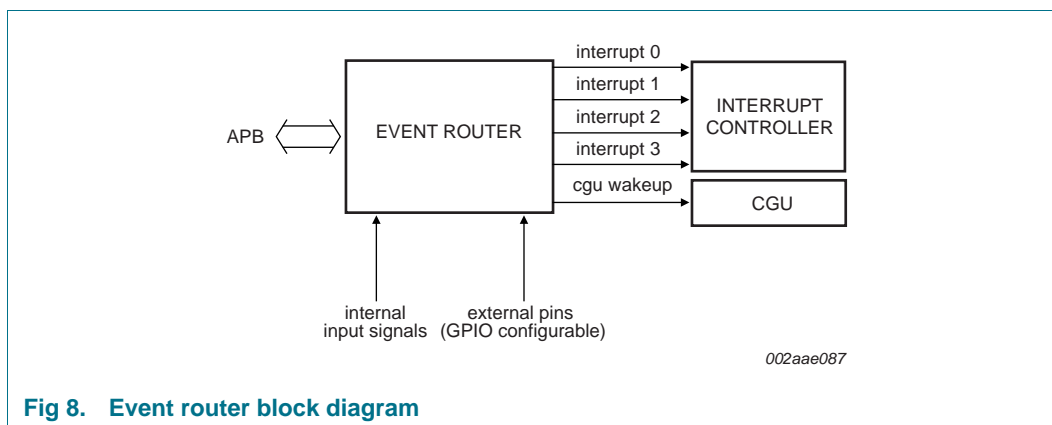 interrupt 0
interrupt 1
interrupt 2
interrupt 3
cgu wakeup
APB
EVENT ROUTER
INTERRUPT
CONTROLLER
CGU
internal
input signals
external pins
(GPIO configurable)
002aae087
Fig 8. Event router block diagram